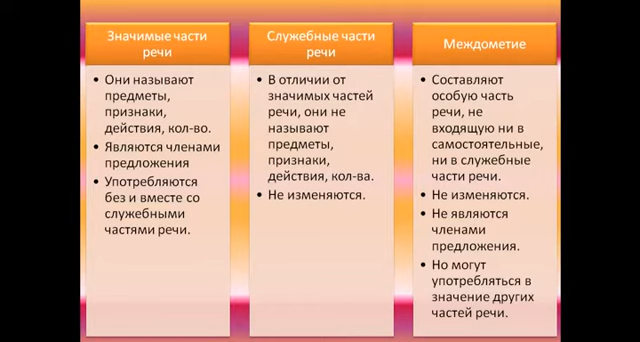 Значимые части
речи
• Они называют
предметы,
признаки,
действия, кол-во.
• Являются членами
предложения
• Употребляются
без и вместе со
служебными
частями речи.
Служебные части
речи
• В отличии от
значимых частей
речи, они не
называют
предметы,
признаки,
действия, кол-ва.
• Не изменяются.
Междометие
• Составляют
особую часть
речи, не
входящую ни в
самостоятельные,
ни в служебные
части речи.
• Не изменяются.
• Не являются
членами
предложения.
• Но могут
употребляться в
значение других
частей речи.